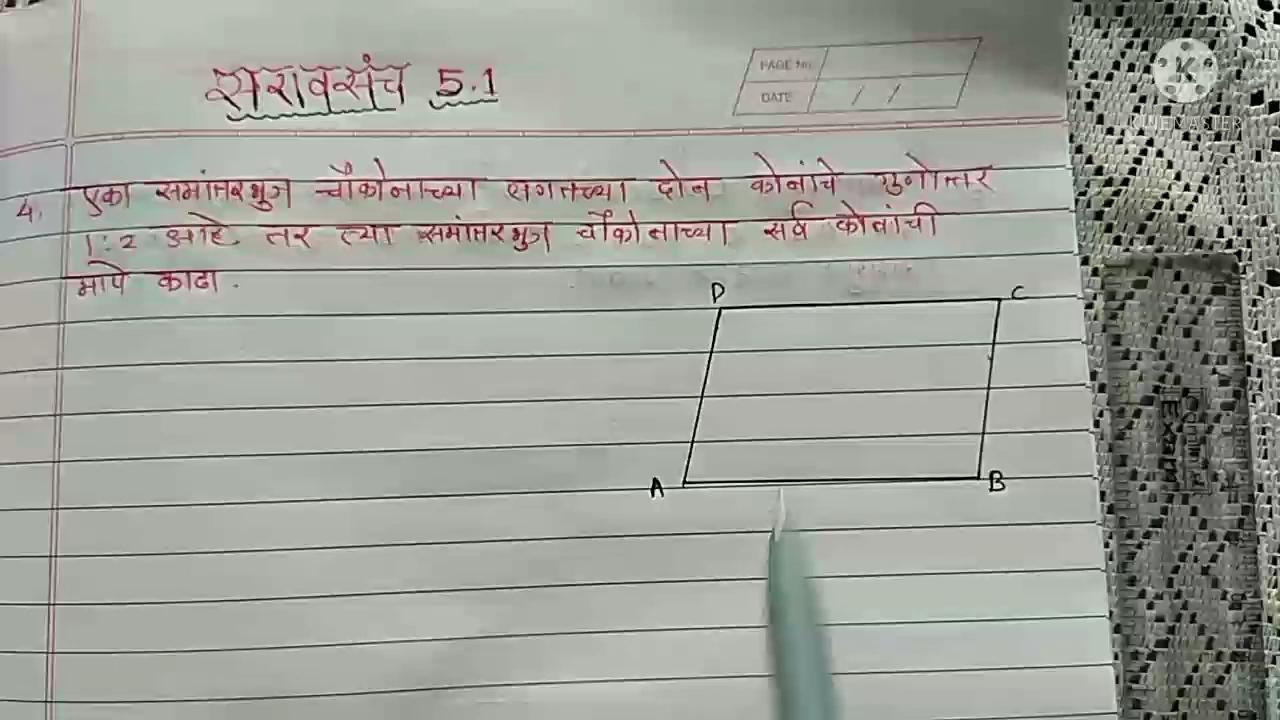 सरावसंच 5.1
PAGE No.
DATE / /
4. एका समांतरभुज चौकोनाच्या लगतच्या दोन कोनांचे गुणोत्तर
1:2 आहे. तर त्या समांतरभुज चौकोनाच्या सर्व कोनांची
मापे काढा.
D C
A B
K
KINEMASTER